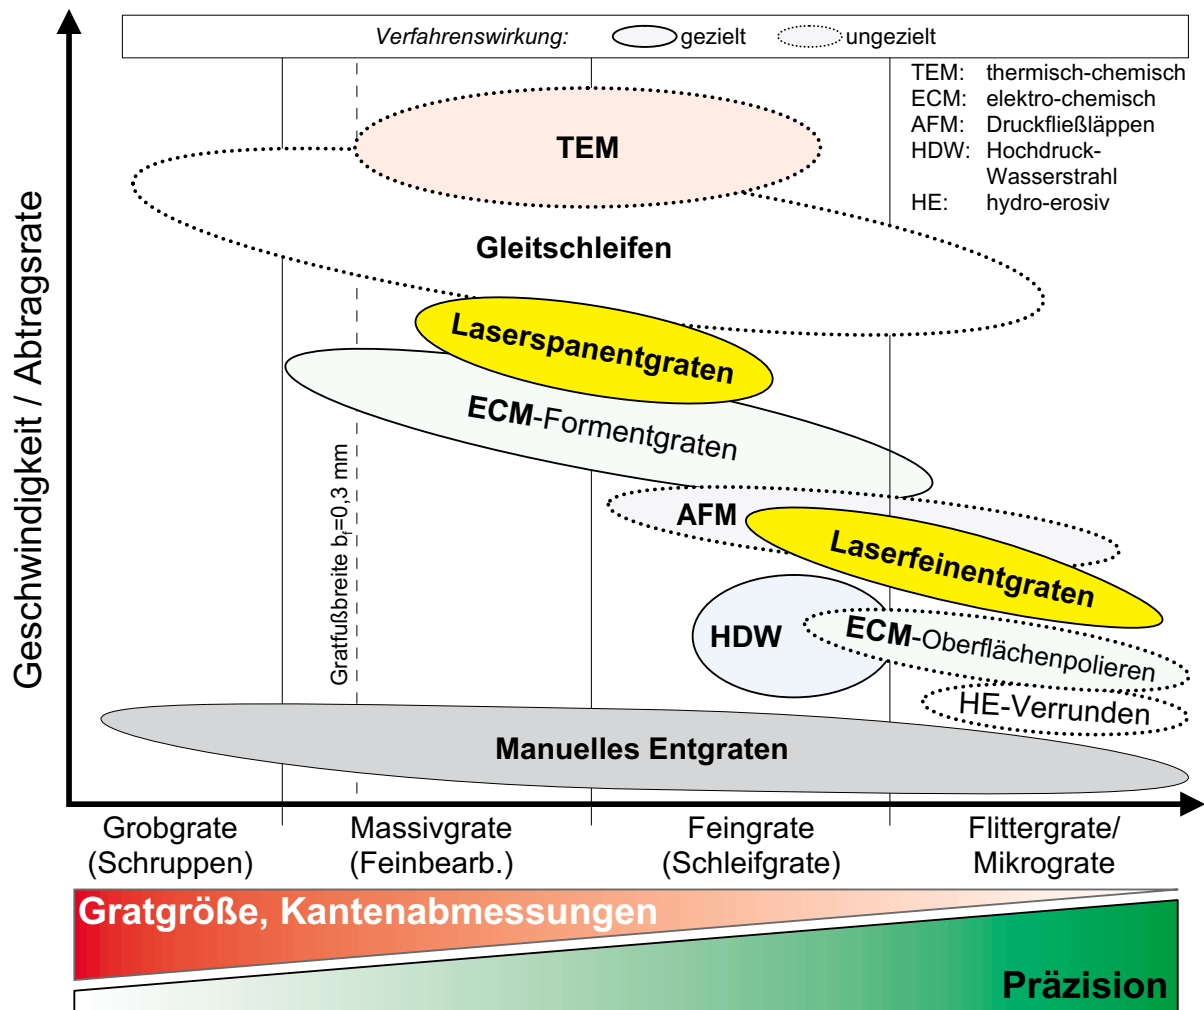 Verfahrenswirkung: gezielt ungezielt
TEM: thermisch-chemisch
ECM: elektro-chemisch
AFM: Druckfließläppen
HDW: Hochdruck-
Wasserstrahl
HE: hydro-erosiv
Geschwindigkeit / Abtragsrate
TEM
Gleitschleifen
Laserspanentgraten
ECM-Formentgraten
Gratfußbreite bf=0,3 mm
AFM
Laserfeinentgraten
HDW
ECM-Oberflächenpolieren
HE-Verrunden
Manuelles Entgraten
Grobgrate
(Schruppen)
Massivgrate
(Feinbearb.)
Feingrate
(Schleifgrate)
Flittergrate/
Mikrograte
Gratgröße, Kantenabmessungen
Präzision